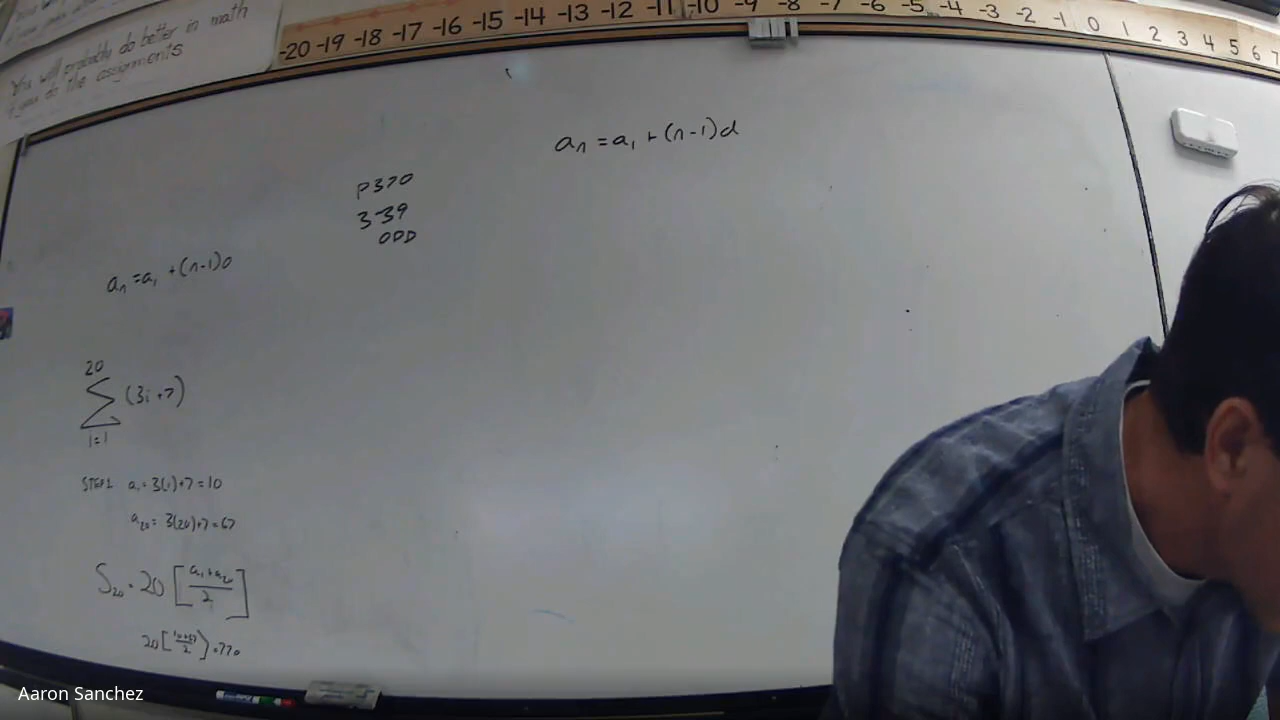 You will probably do better in math
if you do the assignments
-20 -19 -18 -17 -16 -15 -14 -13 -12 -11 -10 -9 -8 -7 -6 -5 -4 -3 -2 -1 0 1 2 3 4 5 6 7
aₙ = a₁ + (n-1)d
P370
3-39
ODD
aₙ = a₁ + (n-1)d
20
∑ (3i+7)
i=1
STEP1 a₁ = 3(1)+7 = 10
a₂₀ = 3(20)+7 = 67
S₂₀ = 20 [(a₁+a₂₀)/2]
20[(10+67)/2] = 770
Aaron Sanchez